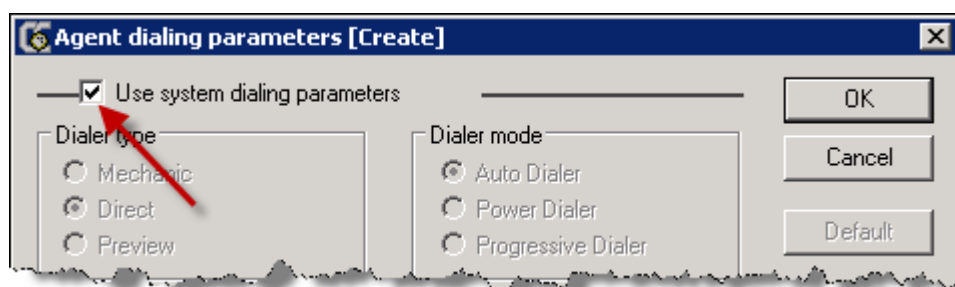 Agent dialing parameters [Create]
Use system dialing parameters
OK
Dialer type
Dialer mode
Cancel
Mechanic
Auto Dialer
Direct
Power Dialer
Default
Preview
Progressive Dialer